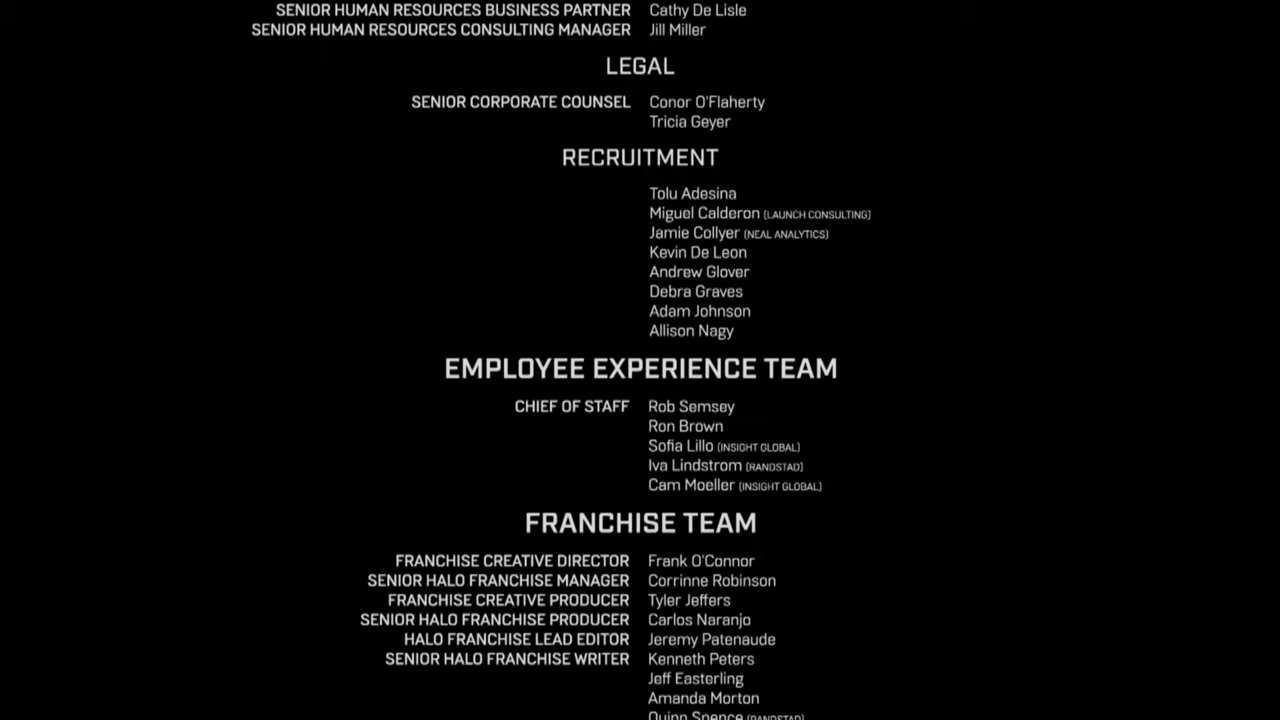 SENIOR HUMAN RESOURCES BUSINESS PARTNER Cathy De Lisle
SENIOR HUMAN RESOURCES CONSULTING MANAGER Jill Miller
LEGAL
SENIOR CORPORATE COUNSEL Conor O'Flaherty
Tricia Geyer
RECRUITMENT
Tolu Adesina
Miguel Calderon (LAUNCH CONSULTING)
Jamie Collyer (NEAL ANALYTICS)
Kevin De Leon
Andrew Glover
Debra Graves
Adam Johnson
Allison Nagy
EMPLOYEE EXPERIENCE TEAM
CHIEF OF STAFF Rob Semsey
Ron Brown
Sofia Lillo (INSIGHT GLOBAL)
Iva Lindstrom (RANDSTAD)
Cam Moeller (INSIGHT GLOBAL)
FRANCHISE TEAM
FRANCHISE CREATIVE DIRECTOR Frank O'Connor
SENIOR HALO FRANCHISE MANAGER Corrinne Robinson
FRANCHISE CREATIVE PRODUCER Tyler Jeffers
SENIOR HALO FRANCHISE PRODUCER Carlos Naranjo
HALO FRANCHISE LEAD EDITOR Jeremy Patenaude
SENIOR HALO FRANCHISE WRITER Kenneth Peters
Jeff Easterling
Amanda Morton
Quinn Spence (RANDSTAD)